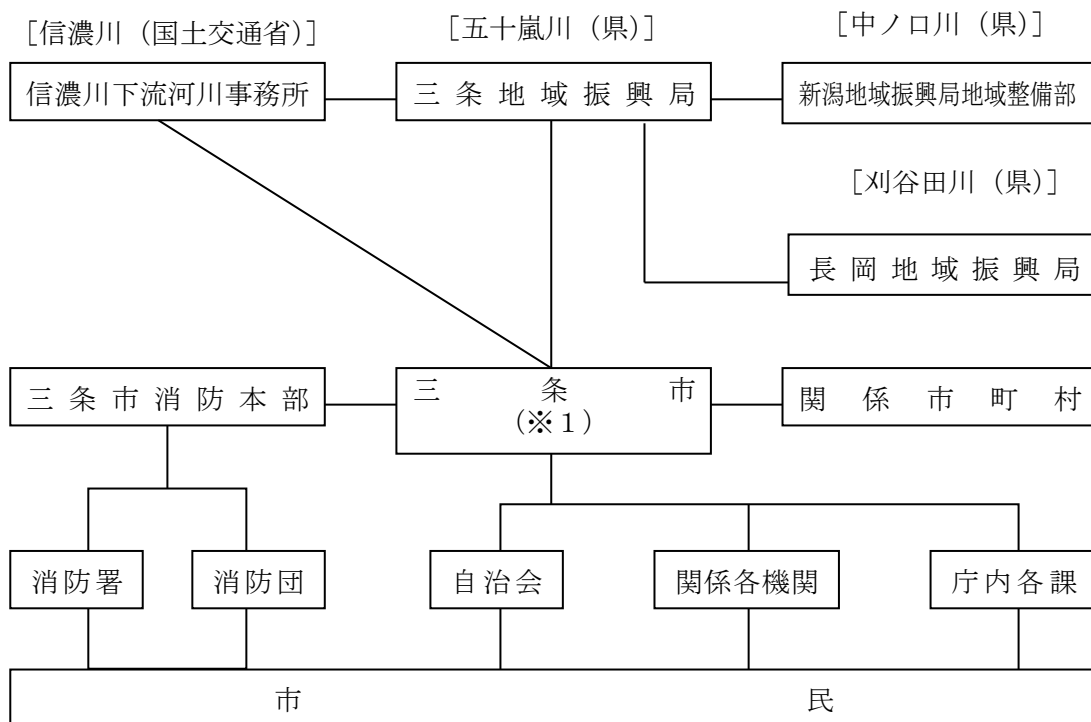 [信濃川（国土交通省）]
[五十嵐川（県）]
[中ノ口川（県）]
信濃川下流河川事務所
三条地域振興局
新潟地域振興局地域整備部
[刈谷田川（県）]
長岡地域振興局
三条市消防本部
三条市
（※１）
関係市町村
消防署
消防団
自治会
関係各機関
庁内各課
市民